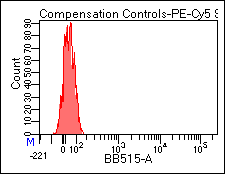 Compensation Controls-PE-Cy5 S
Count
0 10 20 30 40 50 60 70 80 90
M
-221 0 10² 10³ 10⁴ 10⁵
BB515-A